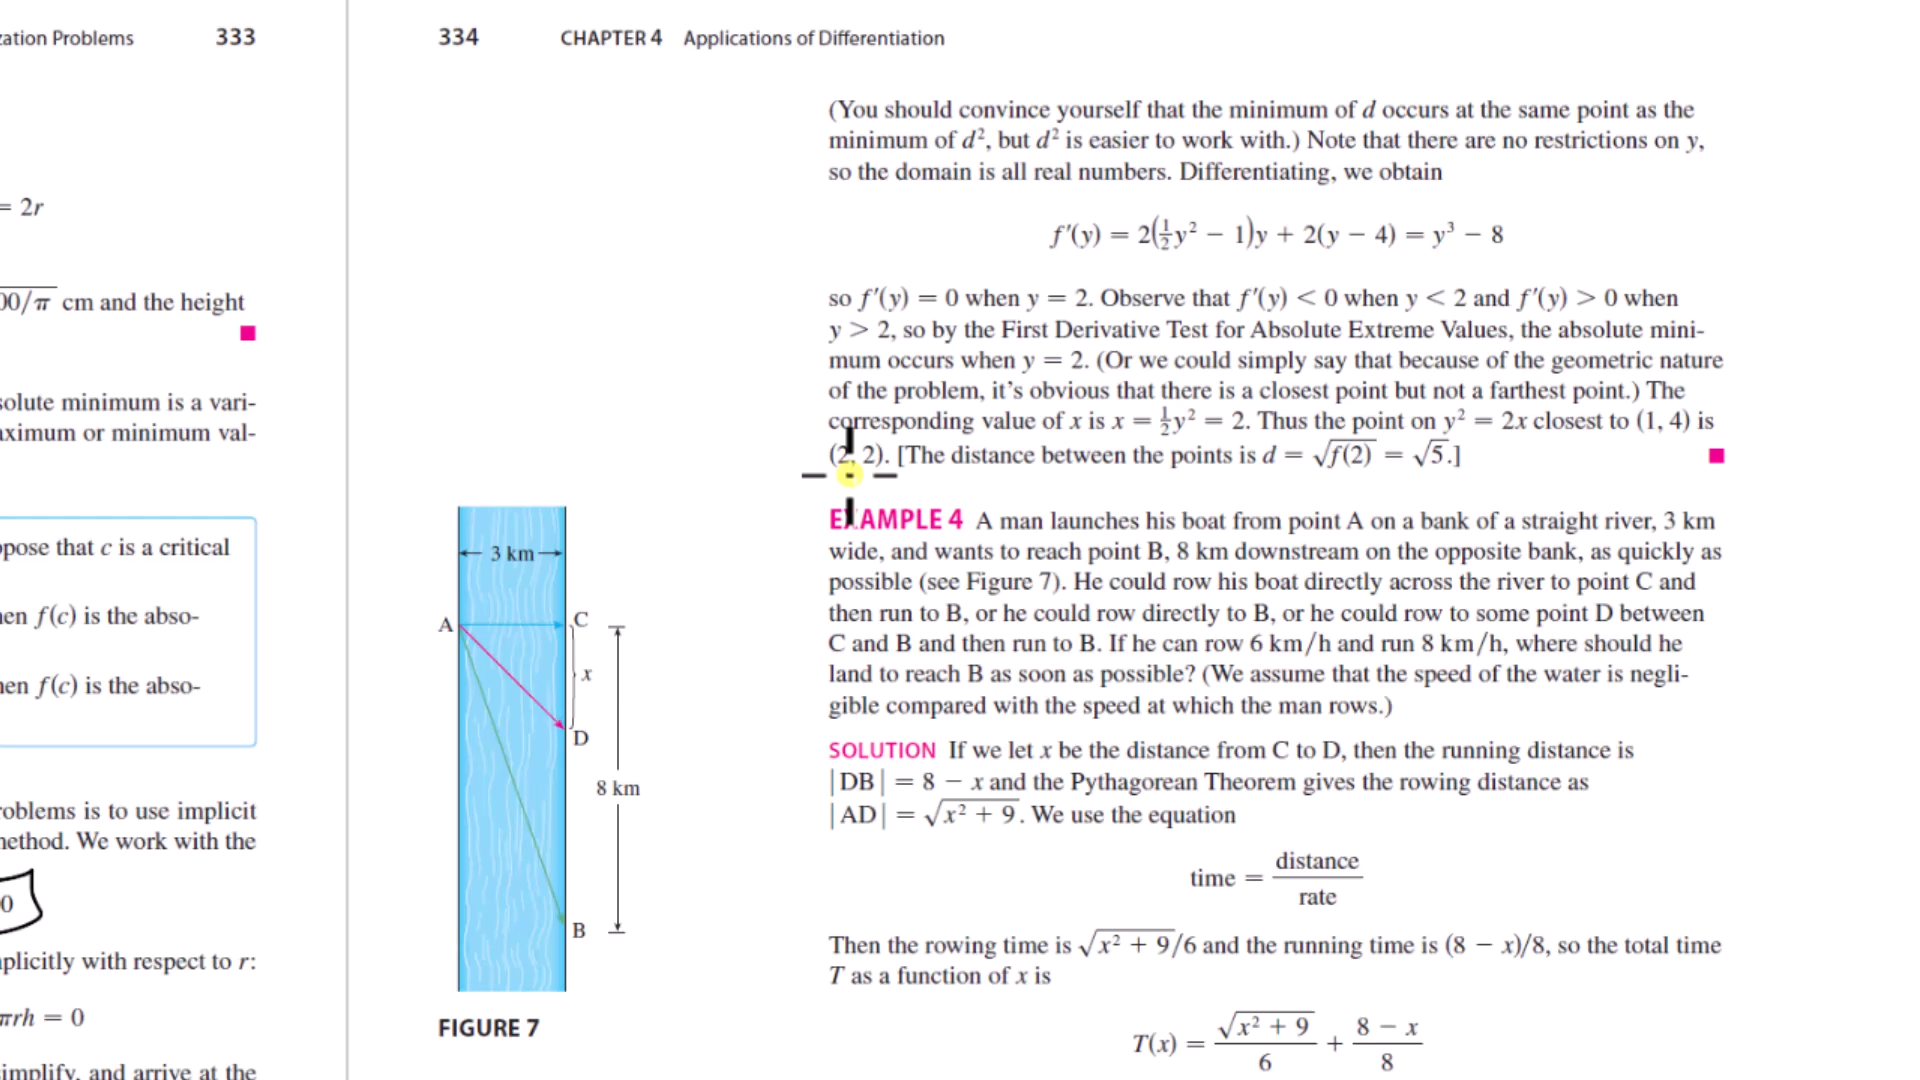 ation Problems 333
= 2r
00/π cm and the height
solute minimum is a vari-
ximum or minimum val-
pose that c is a critical
en f(c) is the abso-
en f(c) is the abso-
roblems is to use implicit
method. We work with the
0
plicitly with respect to r:
πrh = 0
simplify, and arrive at the
334 CHAPTER 4 Applications of Differentiation
(You should convince yourself that the minimum of d occurs at the same point as the
minimum of d², but d² is easier to work with.) Note that there are no restrictions on y,
so the domain is all real numbers. Differentiating, we obtain
f′(y) = 2(½y² − 1)y + 2(y − 4) = y³ − 8
so f′(y) = 0 when y = 2. Observe that f′(y) < 0 when y < 2 and f′(y) > 0 when
y > 2, so by the First Derivative Test for Absolute Extreme Values, the absolute mini-
mum occurs when y = 2. (Or we could simply say that because of the geometric nature
of the problem, it's obvious that there is a closest point but not a farthest point.) The
corresponding value of x is x = ½y² = 2. Thus the point on y² = 2x closest to (1, 4) is
(2, 2). [The distance between the points is d = √f(2) = √5.]
3 km
A
C
x
D
8 km
B
FIGURE 7
EXAMPLE 4 A man launches his boat from point A on a bank of a straight river, 3 km
wide, and wants to reach point B, 8 km downstream on the opposite bank, as quickly as
possible (see Figure 7). He could row his boat directly across the river to point C and
then run to B, or he could row directly to B, or he could row to some point D between
C and B and then run to B. If he can row 6 km/h and run 8 km/h, where should he
land to reach B as soon as possible? (We assume that the speed of the water is negli-
gible compared with the speed at which the man rows.)
SOLUTION If we let x be the distance from C to D, then the running distance is
|DB| = 8 − x and the Pythagorean Theorem gives the rowing distance as
|AD| = √(x² + 9). We use the equation
time = distance / rate
Then the rowing time is √(x² + 9)/6 and the running time is (8 − x)/8, so the total time
T as a function of x is
T(x) = √(x² + 9)/6 + (8 − x)/8